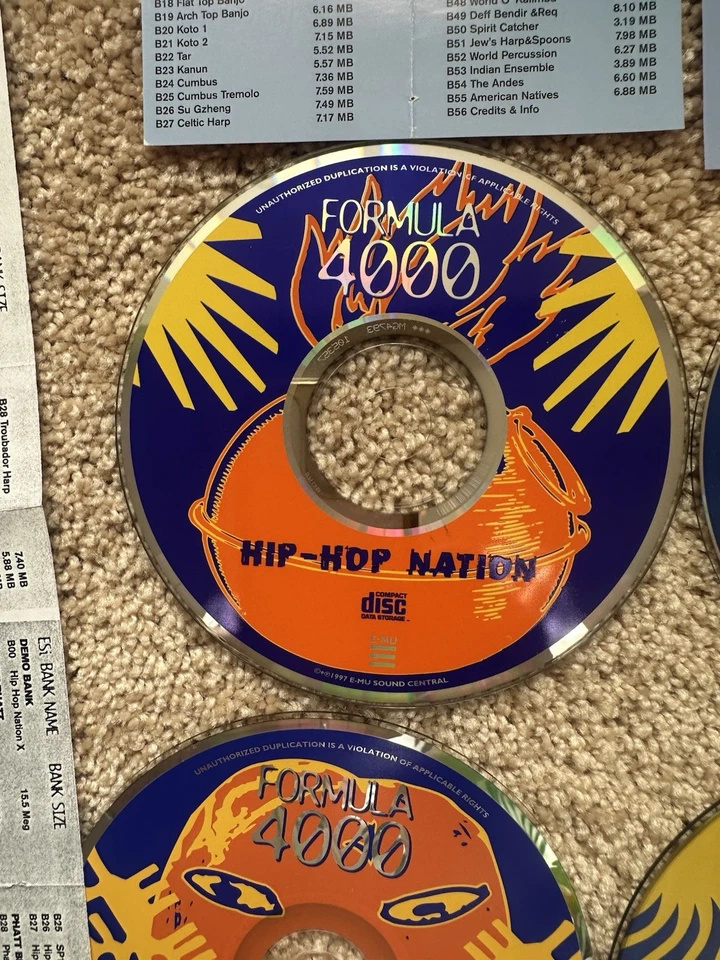 B18 Flat Top Banjo
B19 Arch Top Banjo 6.16 MB
B20 Koto 1 6.89 MB
B21 Koto 2 7.15 MB
B22 Tar 5.52 MB
B23 Kanun 5.57 MB
B24 Cumbus 7.36 MB
B25 Cumbus Tremolo 7.59 MB
B26 Su Gzheng 7.49 MB
B27 Celtic Harp 7.17 MB
B48 World O' Kalimba
B49 Deff Bendir &Req 8.10 MB
B50 Spirit Catcher 3.19 MB
B51 Jew's Harp&Spoons 7.98 MB
B52 World Percussion 6.27 MB
B53 Indian Ensemble 3.89 MB
B54 The Andes 6.60 MB
B55 American Natives 6.88 MB
B56 Credits & Info
UNAUTHORIZED DUPLICATION IS A VIOLATION OF APPLICABLE RIGHTS
FORMULA
4000
HIP-HOP NATION
COMPACT
disc
DATA STORAGE
E-MU
©+℗1997 E-MU SOUND CENTRAL
UNAUTHORIZED DUPLICATION IS A VIOLATION OF APPLICABLE RIGHTS
FORMULA
4000
B28 Troubador Harp
7.40 MB
5.88 MB
ESi BANK NAME BANK SIZE
DEMO BANK
B00 Hip Hop Nation X 15.5 Meg
B25
B26
B27
B28